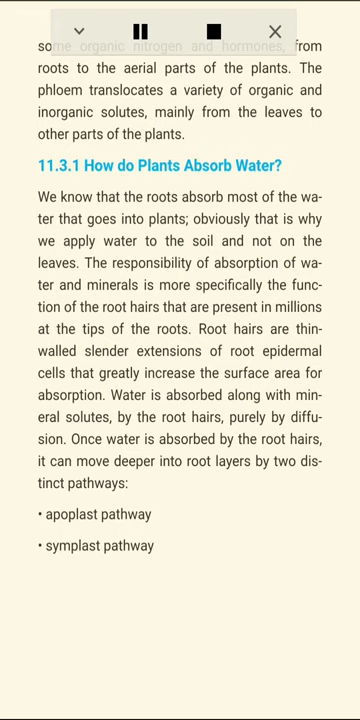 some organic nitrogen and hormones, from
roots to the aerial parts of the plants. The
phloem translocates a variety of organic and
inorganic solutes, mainly from the leaves to
other parts of the plants.
11.3.1 How do Plants Absorb Water?
We know that the roots absorb most of the wa-
ter that goes into plants; obviously that is why
we apply water to the soil and not on the
leaves. The responsibility of absorption of wa-
ter and minerals is more specifically the func-
tion of the root hairs that are present in millions
at the tips of the roots. Root hairs are thin-
walled slender extensions of root epidermal
cells that greatly increase the surface area for
absorption. Water is absorbed along with min-
eral solutes, by the root hairs, purely by diffu-
sion. Once water is absorbed by the root hairs,
it can move deeper into root layers by two dis-
tinct pathways:
• apoplast pathway
• symplast pathway